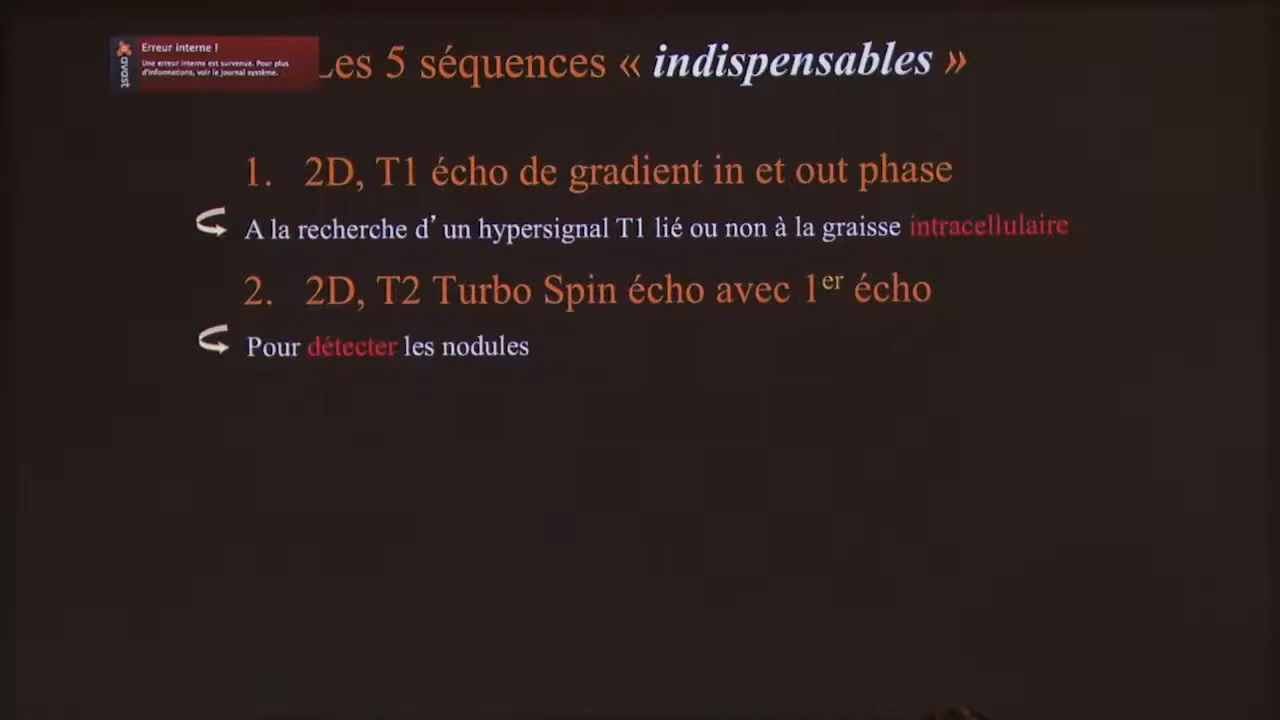 avast
Erreur interne !
Une erreur interne est survenue. Pour plus
d'informations, voir le journal système.
Les 5 séquences « indispensables »
1. 2D, T1 écho de gradient in et out phase
A la recherche d’un hypersignal T1 lié ou non à la graisse intracellulaire
2. 2D, T2 Turbo Spin écho avec 1er écho
Pour détecter les nodules